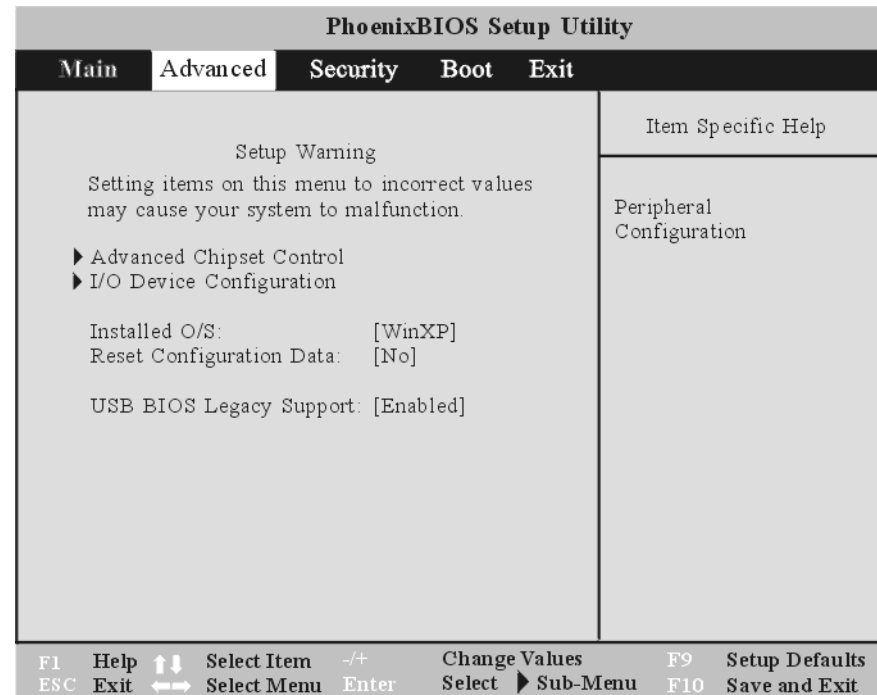 PhoenixBIOS Setup Utility
Main Advanced Security Boot Exit
Setup Warning
Setting items on this menu to incorrect values
may cause your system to malfunction.
Advanced Chipset Control
I/O Device Configuration
Installed O/S: [WinXP]
Reset Configuration Data: [No]
USB BIOS Legacy Support: [Enabled]
Item Specific Help
Peripheral
Configuration
F1 Help Select Item -/+ Change Values F9 Setup Defaults
ESC Exit Select Menu Enter Select Sub-Menu F10 Save and Exit